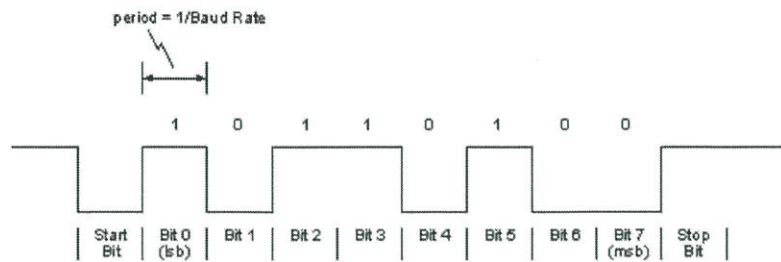 period = 1/Baud Rate
1 0 1 1 0 1 0 0
Start Bit 0 Bit 1 Bit 2 Bit 3 Bit 4 Bit 5 Bit 6 Bit 7 Stop
Bit (lsb) (msb) Bit